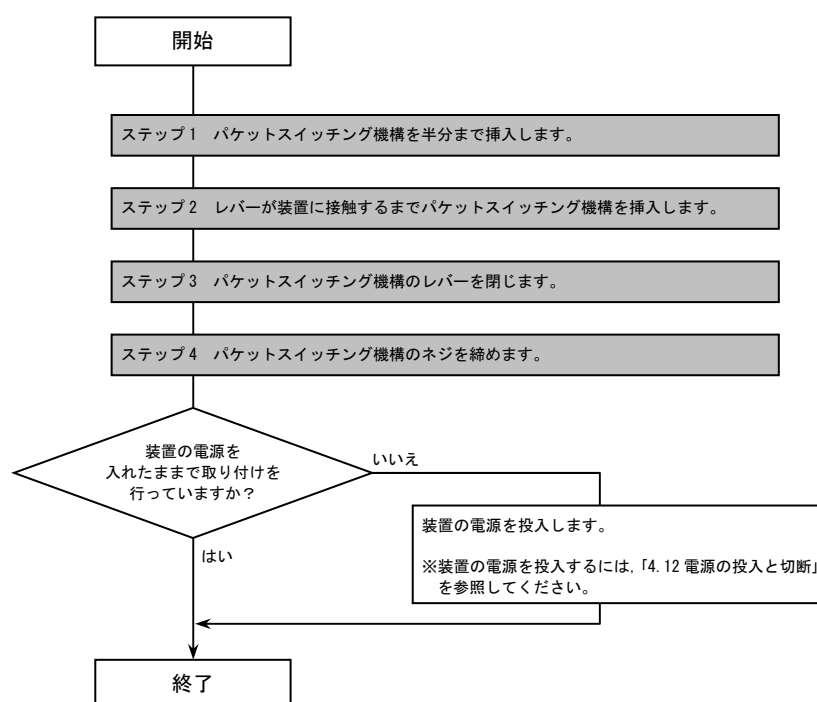 開始
ステップ1　パケットスイッチング機構を半分まで挿入します。
ステップ2　レバーが装置に接触するまでパケットスイッチング機構を挿入します。
ステップ3　パケットスイッチング機構のレバーを閉じます。
ステップ4　パケットスイッチング機構のネジを締めます。
装置の電源を
入れたままで取り付けを
行っていますか？
いいえ
装置の電源を投入します。
※装置の電源を投入するには,「4.12 電源の投入と切断」
を参照してください。
はい
終了